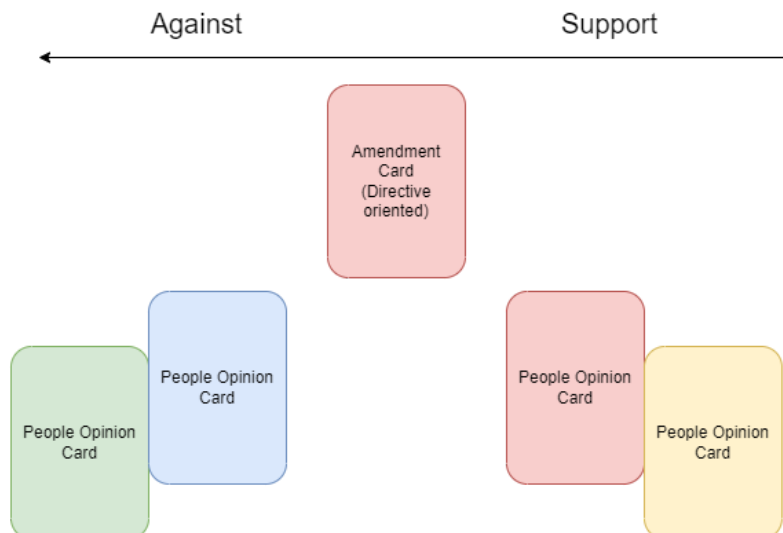 Against
Support
Amendment
Card
(Directive
oriented)
People Opinion
Card
People Opinion
Card
People Opinion
Card
People Opinion
Card